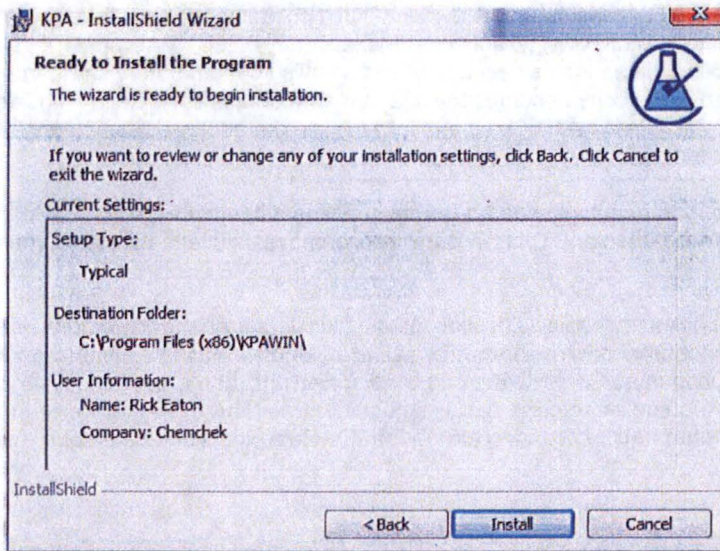 KPA - InstallShield Wizard
Ready to Install the Program
The wizard is ready to begin installation.
If you want to review or change any of your installation settings, click Back. Click Cancel to
exit the wizard.
Current Settings:
Setup Type:
Typical
Destination Folder:
C:\Program Files (x86)\KPAWIN\
User Information:
Name: Rick Eaton
Company: Chemchek
InstallShield
< Back
Install
Cancel